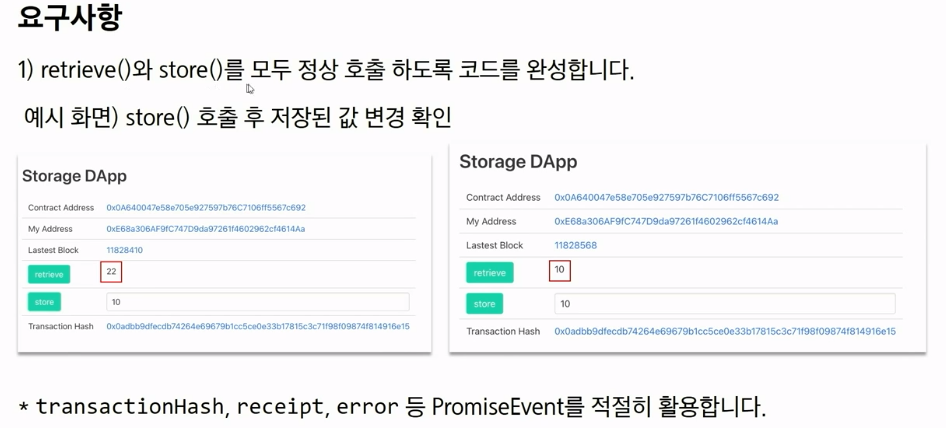 요구사항
1) retrieve()와 store()를 모두 정상 호출 하도록 코드를 완성합니다.
예시 화면) store() 호출 후 저장된 값 변경 확인
Storage DApp
Contract Address 0x0A640047e58e705e927597b76C7106ff5567c692
My Address 0xE68a306AF9fC747D9da97261f4602962cf4614Aa
Lastest Block 11828410
retrieve 22
store 10
Transaction Hash 0x0adbb9dfecdb74264e69679b1cc5ce0e33b17815c3c71f98f09874f814916e15
Storage DApp
Contract Address 0x0A640047e58e705e927597b76C7106ff5567c692
My Address 0xE68a306AF9fC747D9da97261f4602962cf4614Aa
Lastest Block 11828568
retrieve 10
store 10
Transaction Hash 0x0adbb9dfecdb74264e69679b1cc5ce0e33b17815c3c71f98f09874f814916e15
* transactionHash, receipt, error 등 PromiseEvent를 적절히 활용합니다.